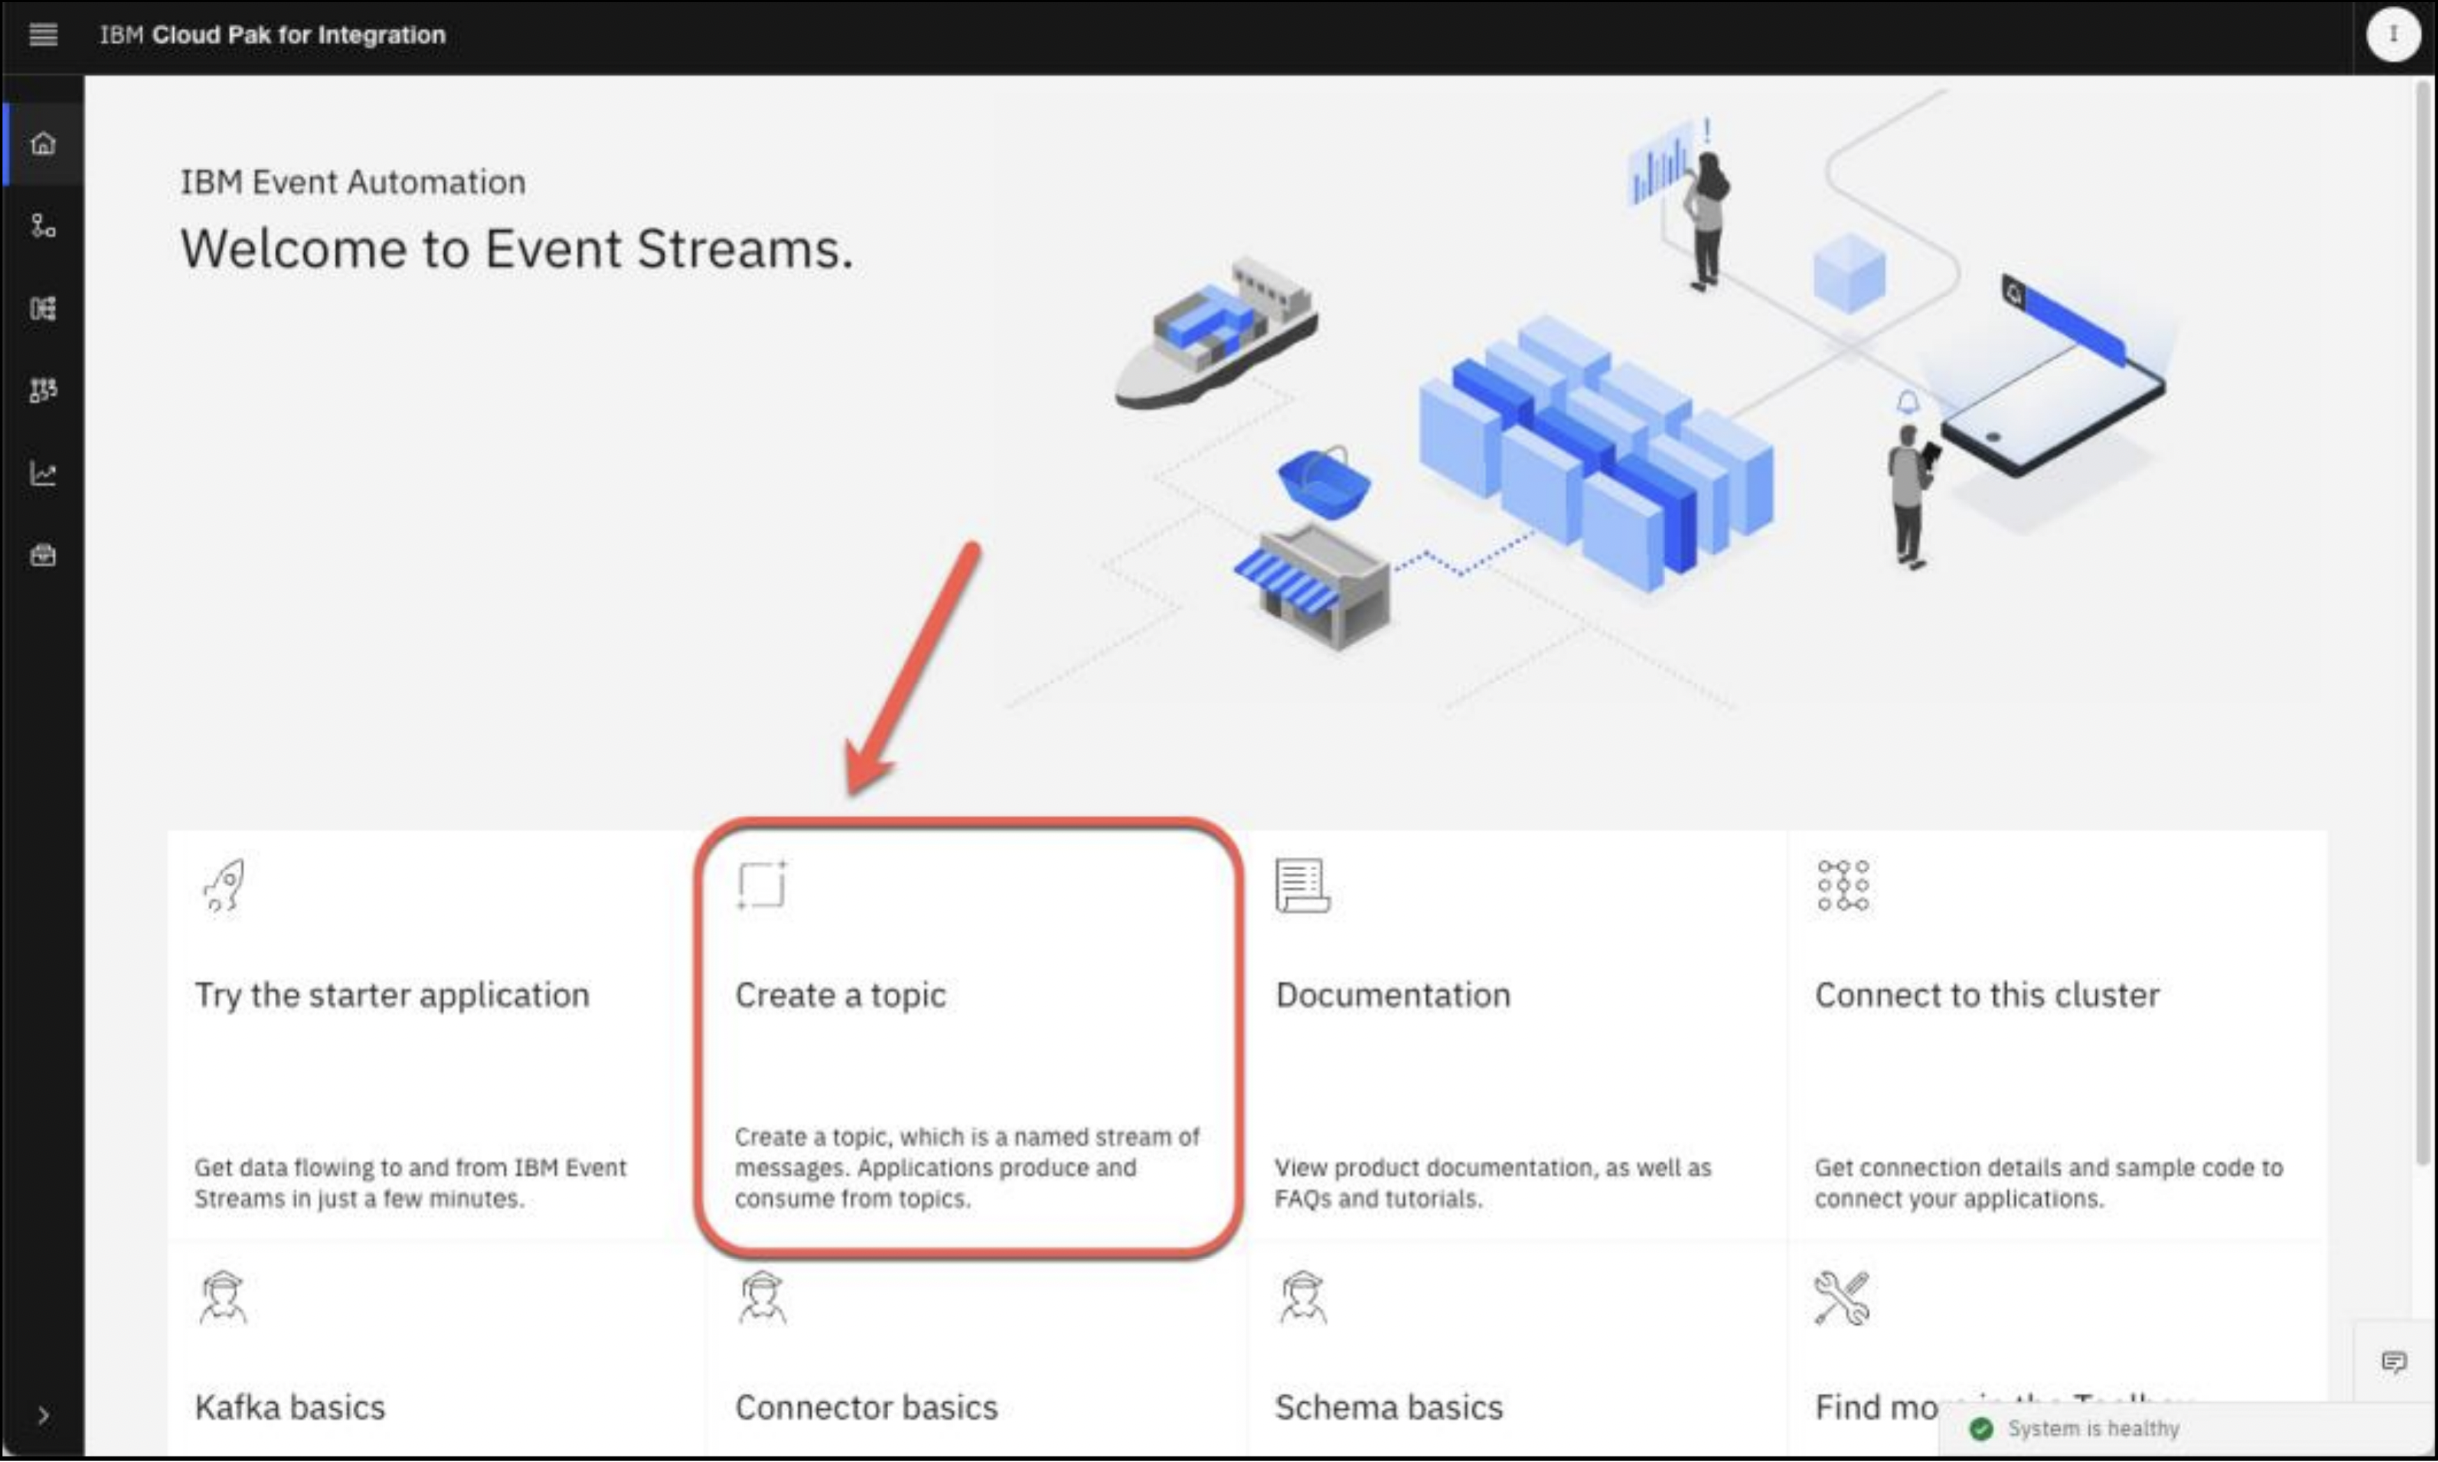 IBM Cloud Pak for Integration
I
IBM Event Automation
Welcome to Event Streams.
!
Try the starter application
Get data flowing to and from IBM Event
Streams in just a few minutes.
Create a topic
Create a topic, which is a named stream of
messages. Applications produce and
consume from topics.
Documentation
View product documentation, as well as
FAQs and tutorials.
Connect to this cluster
Get connection details and sample code to
connect your applications.
Kafka basics
Connector basics
Schema basics
Find more in the Toolbox
System is healthy